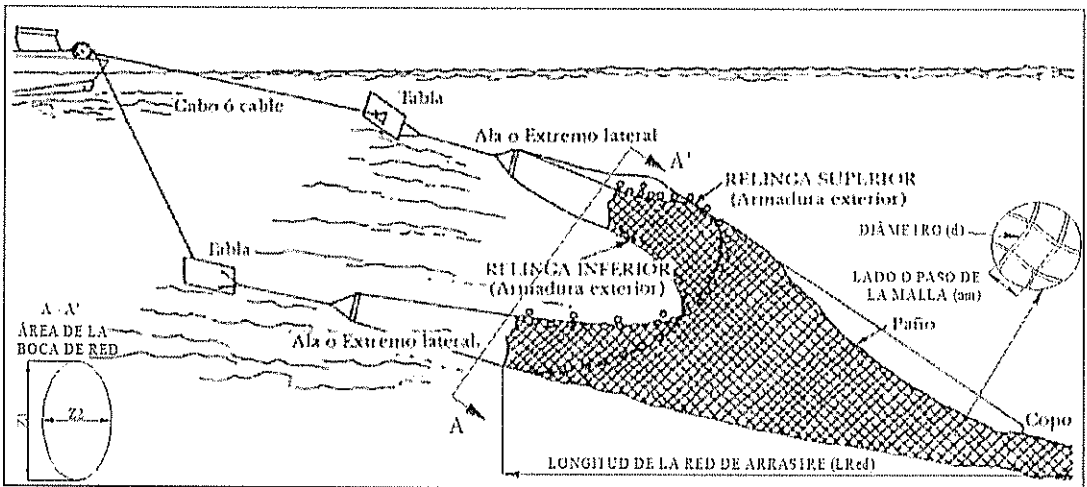 Cabo ó cable
Tabla
Ala o Extremo lateral
A'
RELINGA SUPERIOR
(Armadura exterior)
DIÁMETRO (d)
LADO O PASO DE
LA MALLA (am)
Tabla
RELINGA INFERIOR
(Armadura exterior)
Paño
A - A'
ÁREA DE LA
BOCA DE RED
Ala o Extremo lateral
Z2
A
Copo
LONGITUD DE LA RED DE ARRASTRE (LRed)